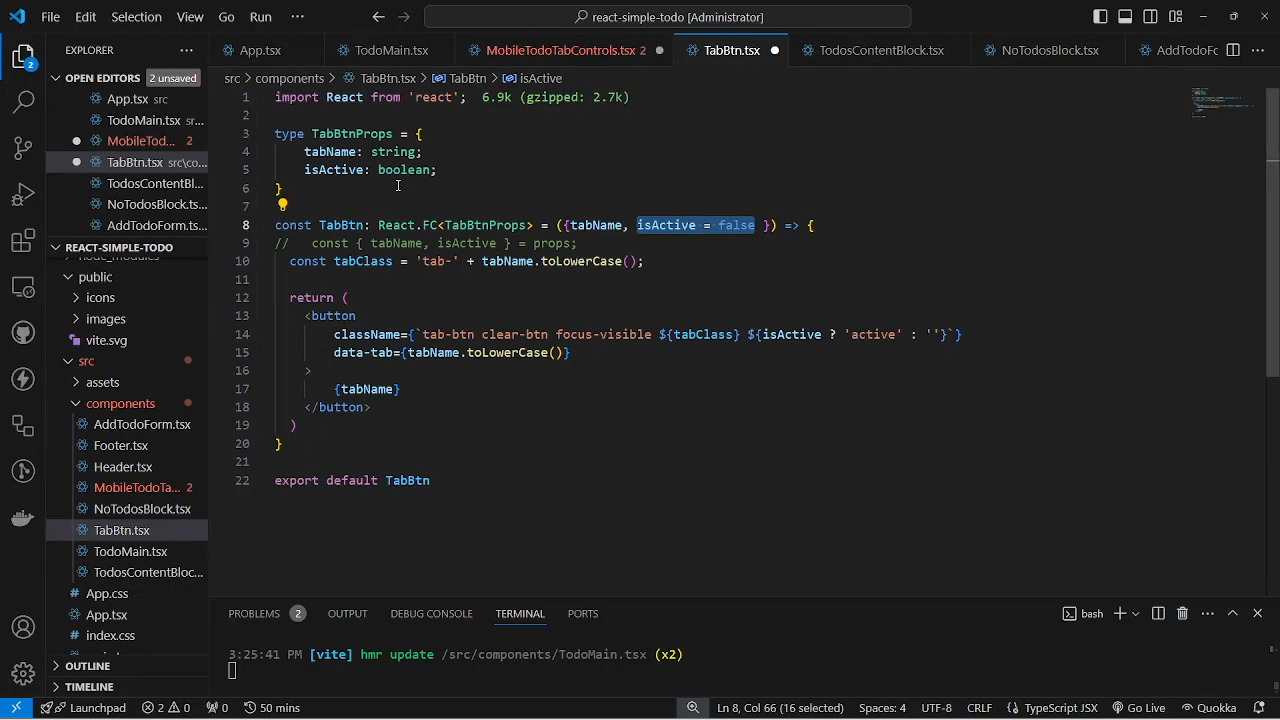 File Edit Selection View Go Run ··· react-simple-todo [Administrator]
EXPLORER ···
App.tsx TodoMain.tsx MobileTodoTabControls.tsx 2 TabBtn.tsx TodosContentBlock.tsx NoTodosBlock.tsx AddTodoFc ···
OPEN EDITORS 2 unsaved
App.tsx src
TodoMain.tsx sr...
MobileTod... 2
TabBtn.tsx src\co...
TodosContentBl...
NoTodosBlock.ts...
AddTodoForm.ts...
REACT-SIMPLE-TODO
node_modules
public
icons
images
vite.svg
src
assets
components
AddTodoForm.tsx
Footer.tsx
Header.tsx
MobileTodoTa... 2
NoTodosBlock.tsx
TabBtn.tsx
TodoMain.tsx
TodosContentBloc...
App.css
App.tsx
index.css
OUTLINE
TIMELINE
2
src > components > TabBtn.tsx > TabBtn > isActive
1 import React from 'react'; 6.9k (gzipped: 2.7k)
2
3 type TabBtnProps = {
4 tabName: string;
5 isActive: boolean;
6 }
7
8 const TabBtn: React.FC<TabBtnProps> = ({tabName, isActive = false }) => {
9 // const { tabName, isActive } = props;
10 const tabClass = 'tab-' + tabName.toLowerCase();
11
12 return (
13 <button
14 className={`tab-btn clear-btn focus-visible ${tabClass} ${isActive ? 'active' : ''}`}
15 data-tab={tabName.toLowerCase()}
16 >
17 {tabName}
18 </button>
19 )
20 }
21
22 export default TabBtn
PROBLEMS 2 OUTPUT DEBUG CONSOLE TERMINAL PORTS bash ···
3:25:41 PM [vite] hmr update /src/components/TodoMain.tsx (x2)
Launchpad 2 0 0 50 mins Ln 8, Col 66 (16 selected) Spaces: 4 UTF-8 CRLF TypeScript JSX Go Live Quokka